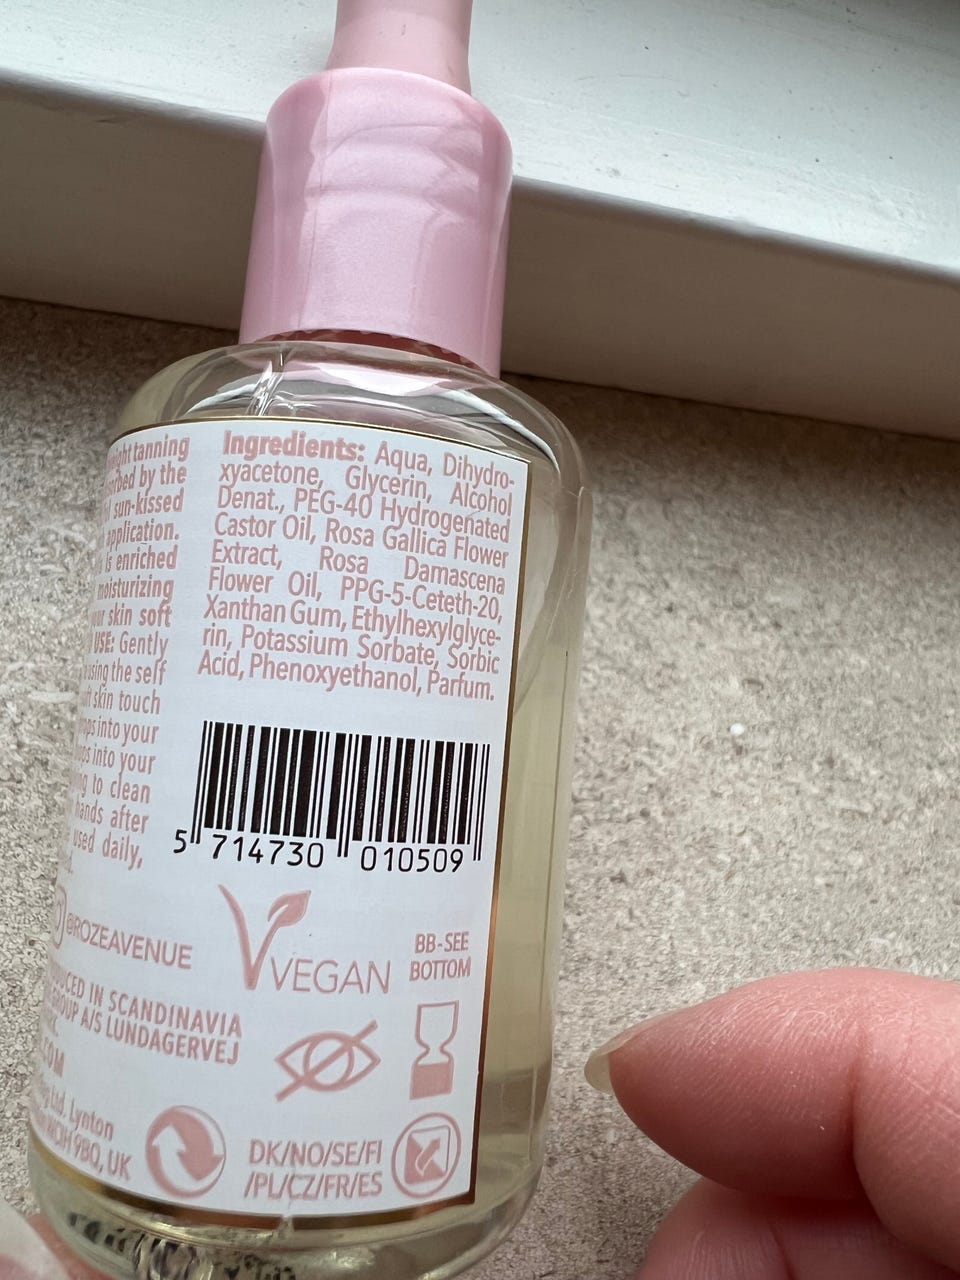 tanning
by the
sun-kissed
application.
is enriched
moisturizing
skin soft
USE: Gently
using the self
skin touch
into your
into your
to clean
hands after
used daily,
Ingredients: Aqua, Dihydro-
xyacetone, Glycerin, Alcohol
Denat., PEG-40 Hydrogenated
Castor Oil, Rosa Gallica Flower
Extract, Rosa Damascena
Flower Oil, PPG-5-Ceteth-20,
Xanthan Gum, Ethylhexylglyce-
rin, Potassium Sorbate, Sorbic
Acid, Phenoxyethanol, Parfum.
5 714730 010509
@ROZEAVENUE
VEGAN
BB-SEE
BOTTOM
IN SCANDINAVIA
GROUP A/S LUNDAGERVEJ
Ltd. Lynton
9BQ, UK
DK/NO/SE/FI
/PL/CZ/FR/ES